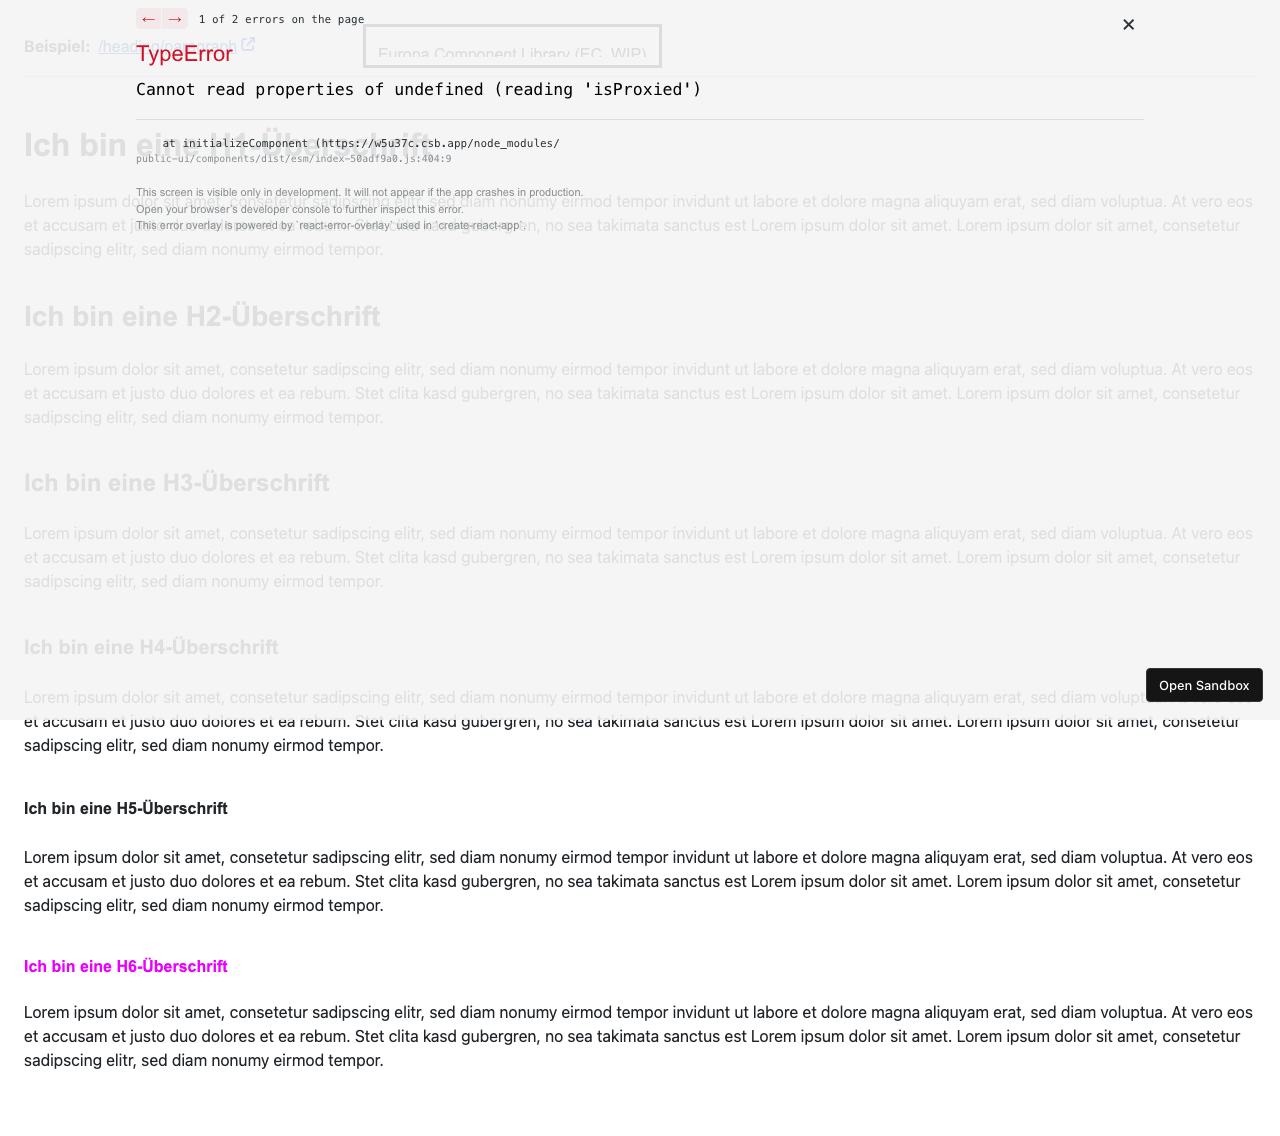 ← → 1 of 2 errors on the page
×
Beispiel: /heading/paragraph
Europa Component Library (EC, WIP)
TypeError
Cannot read properties of undefined (reading 'isProxied')
Ich bin eine H1-Überschrift
at initializeComponent (https://w5u37c.csb.app/node_modules/
public-ui/components/dist/esm/index-50adf9a0.js:404:9
This screen is visible only in development. It will not appear if the app crashes in production.
Open your browser's developer console to further inspect this error.
This error overlay is powered by `react-error-overlay` used in `create-react-app`.
Lorem ipsum dolor sit amet, consetetur sadipscing elitr, sed diam nonumy eirmod tempor invidunt ut labore et dolore magna aliquyam erat, sed diam voluptua. At vero eos
et accusam et justo duo dolores et ea rebum. Stet clita kasd gubergren, no sea takimata sanctus est Lorem ipsum dolor sit amet. Lorem ipsum dolor sit amet, consetetur
sadipscing elitr, sed diam nonumy eirmod tempor.
Ich bin eine H2-Überschrift
Lorem ipsum dolor sit amet, consetetur sadipscing elitr, sed diam nonumy eirmod tempor invidunt ut labore et dolore magna aliquyam erat, sed diam voluptua. At vero eos
et accusam et justo duo dolores et ea rebum. Stet clita kasd gubergren, no sea takimata sanctus est Lorem ipsum dolor sit amet. Lorem ipsum dolor sit amet, consetetur
sadipscing elitr, sed diam nonumy eirmod tempor.
Ich bin eine H3-Überschrift
Lorem ipsum dolor sit amet, consetetur sadipscing elitr, sed diam nonumy eirmod tempor invidunt ut labore et dolore magna aliquyam erat, sed diam voluptua. At vero eos
et accusam et justo duo dolores et ea rebum. Stet clita kasd gubergren, no sea takimata sanctus est Lorem ipsum dolor sit amet. Lorem ipsum dolor sit amet, consetetur
sadipscing elitr, sed diam nonumy eirmod tempor.
Ich bin eine H4-Überschrift
Open Sandbox
Lorem ipsum dolor sit amet, consetetur sadipscing elitr, sed diam nonumy eirmod tempor invidunt ut labore et dolore magna aliquyam erat, sed diam
et accusam et justo duo dolores et ea rebum. Stet clita kasd gubergren, no sea takimata sanctus est Lorem ipsum dolor sit amet. Lorem ipsum dolor sit amet, consetetur
sadipscing elitr, sed diam nonumy eirmod tempor.
Ich bin eine H5-Überschrift
Lorem ipsum dolor sit amet, consetetur sadipscing elitr, sed diam nonumy eirmod tempor invidunt ut labore et dolore magna aliquyam erat, sed diam voluptua. At vero eos
et accusam et justo duo dolores et ea rebum. Stet clita kasd gubergren, no sea takimata sanctus est Lorem ipsum dolor sit amet. Lorem ipsum dolor sit amet, consetetur
sadipscing elitr, sed diam nonumy eirmod tempor.
Ich bin eine H6-Überschrift
Lorem ipsum dolor sit amet, consetetur sadipscing elitr, sed diam nonumy eirmod tempor invidunt ut labore et dolore magna aliquyam erat, sed diam voluptua. At vero eos
et accusam et justo duo dolores et ea rebum. Stet clita kasd gubergren, no sea takimata sanctus est Lorem ipsum dolor sit amet. Lorem ipsum dolor sit amet, consetetur
sadipscing elitr, sed diam nonumy eirmod tempor.